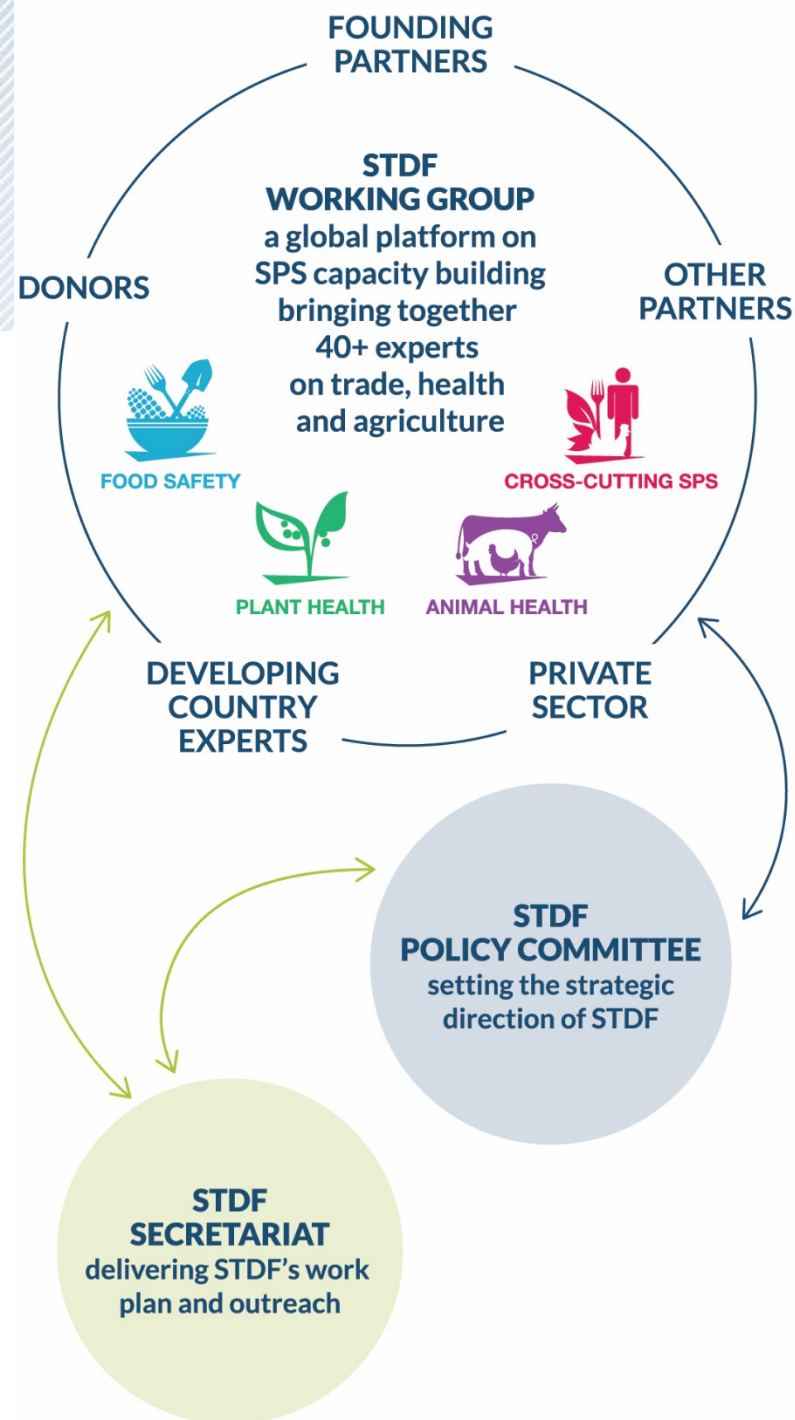 FOUNDING
PARTNERS
STDF
WORKING GROUP
a global platform on
SPS capacity building
bringing together
40+ experts
on trade, health
and agriculture
DONORS
OTHER
PARTNERS
FOOD SAFETY
CROSS-CUTTING SPS
PLANT HEALTH
ANIMAL HEALTH
DEVELOPING
COUNTRY
EXPERTS
PRIVATE
SECTOR
STDF
POLICY COMMITTEE
setting the strategic
direction of STDF
STDF
SECRETARIAT
delivering STDF's work
plan and outreach